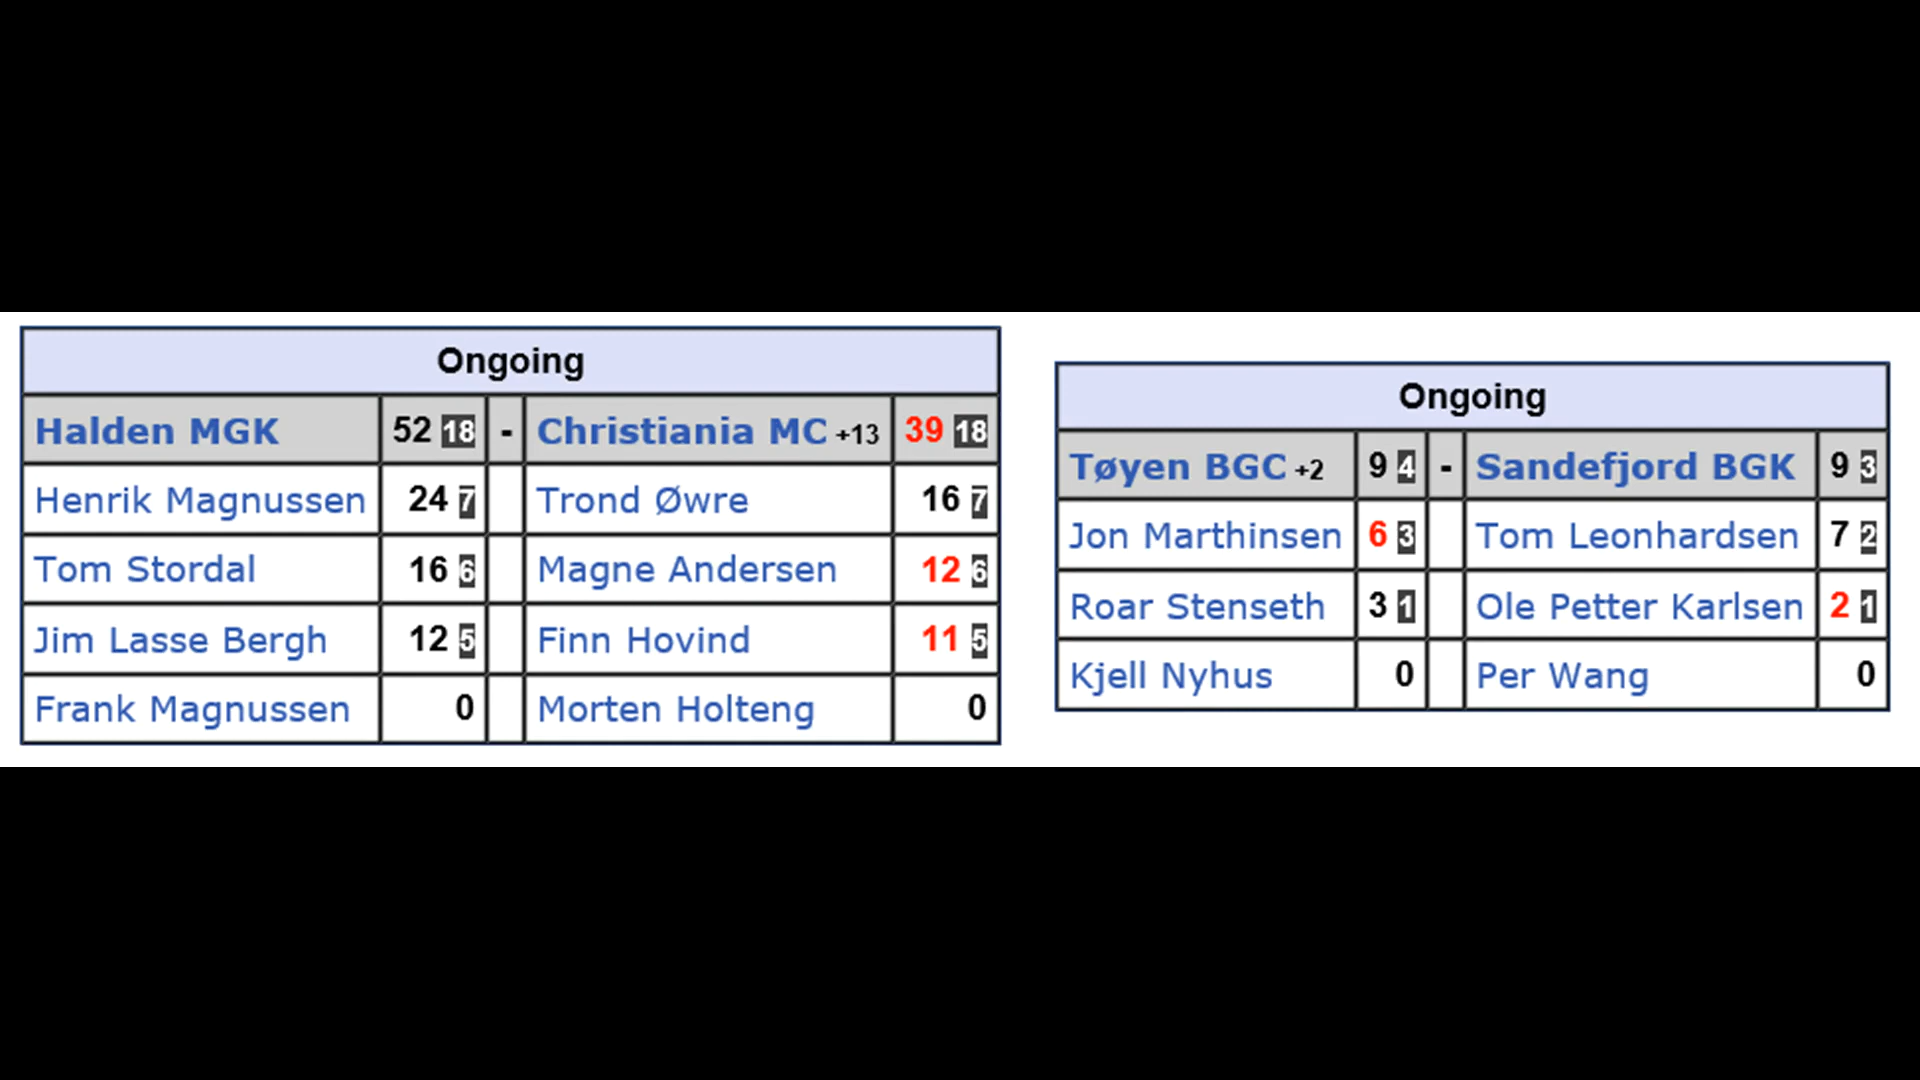 Ongoing
Halden MGK 52 18 - Christiania MC +13 39 18
Henrik Magnussen 24 7 Trond Øwre 16 7
Tom Stordal 16 6 Magne Andersen 12 6
Jim Lasse Bergh 12 5 Finn Hovind 11 5
Frank Magnussen 0 Morten Holteng 0
Ongoing
Tøyen BGC +2 9 4 - Sandefjord BGK 9 3
Jon Marthinsen 6 3 Tom Leonhardsen 7 2
Roar Stenseth 3 1 Ole Petter Karlsen 2 1
Kjell Nyhus 0 Per Wang 0